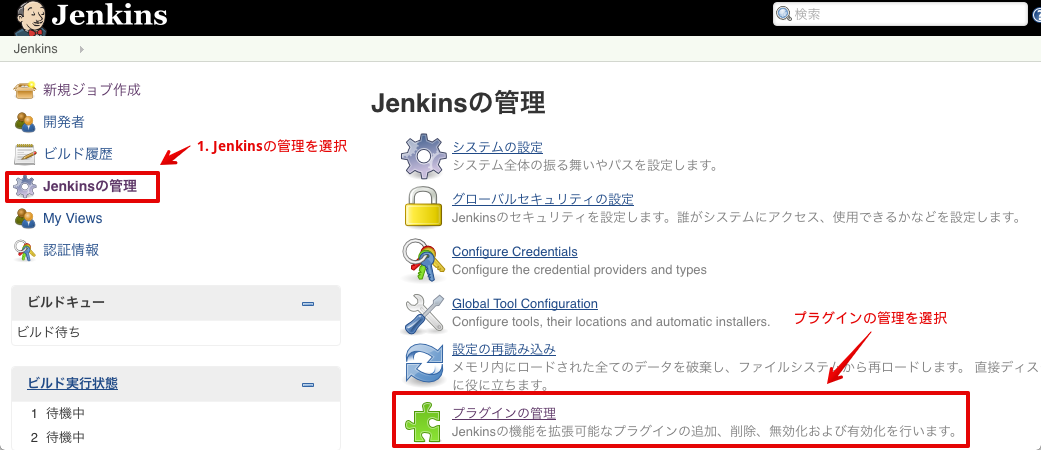 Jenkins
検索
Jenkins
新規ジョブ作成
開発者
ビルド履歴
Jenkinsの管理
My Views
認証情報
1. Jenkinsの管理を選択
ビルドキュー
ビルド待ち
ビルド実行状態
1 待機中
2 待機中
Jenkinsの管理
システムの設定
システム全体の振る舞いやパスを設定します。
グローバルセキュリティの設定
Jenkinsのセキュリティを設定します。誰がシステムにアクセス、使用できるかなどを設定します。
Configure Credentials
Configure the credential providers and types
Global Tool Configuration
Configure tools, their locations and automatic installers.
プラグインの管理を選択
設定の再読み込み
メモリ内にロードされた全てのデータを破棄し、ファイルシステムから再ロードします。 直接ディス
に役に立ちます。
プラグインの管理
Jenkinsの機能を拡張可能なプラグインの追加、削除、無効化および有効化を行います。